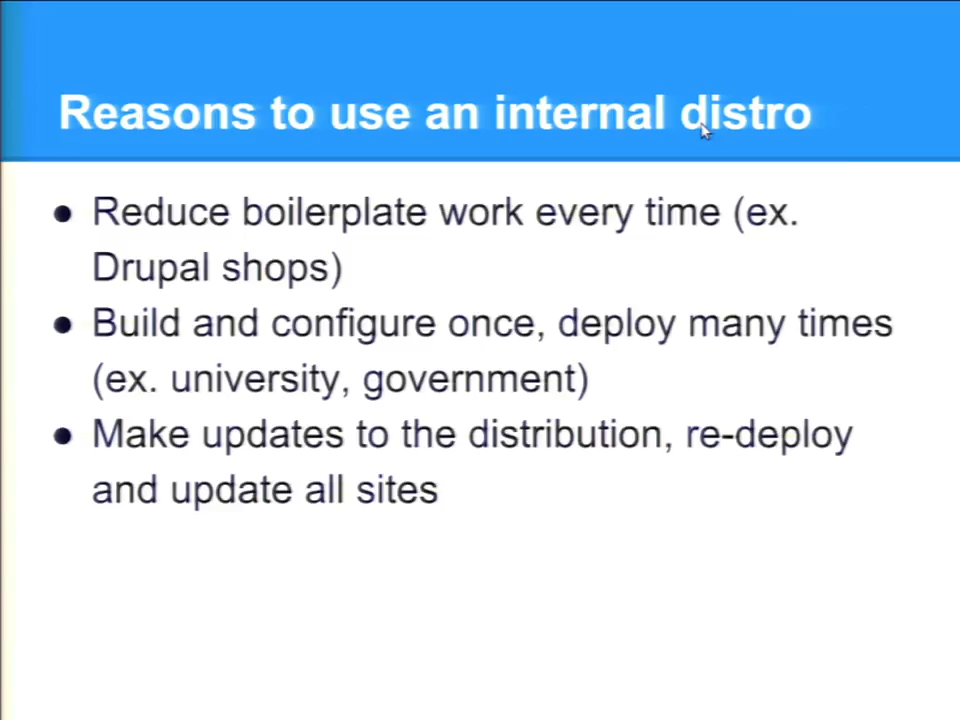 Reasons to use an internal distro
● Reduce boilerplate work every time (ex.
Drupal shops)
● Build and configure once, deploy many times
(ex. university, government)
● Make updates to the distribution, re-deploy
and update all sites